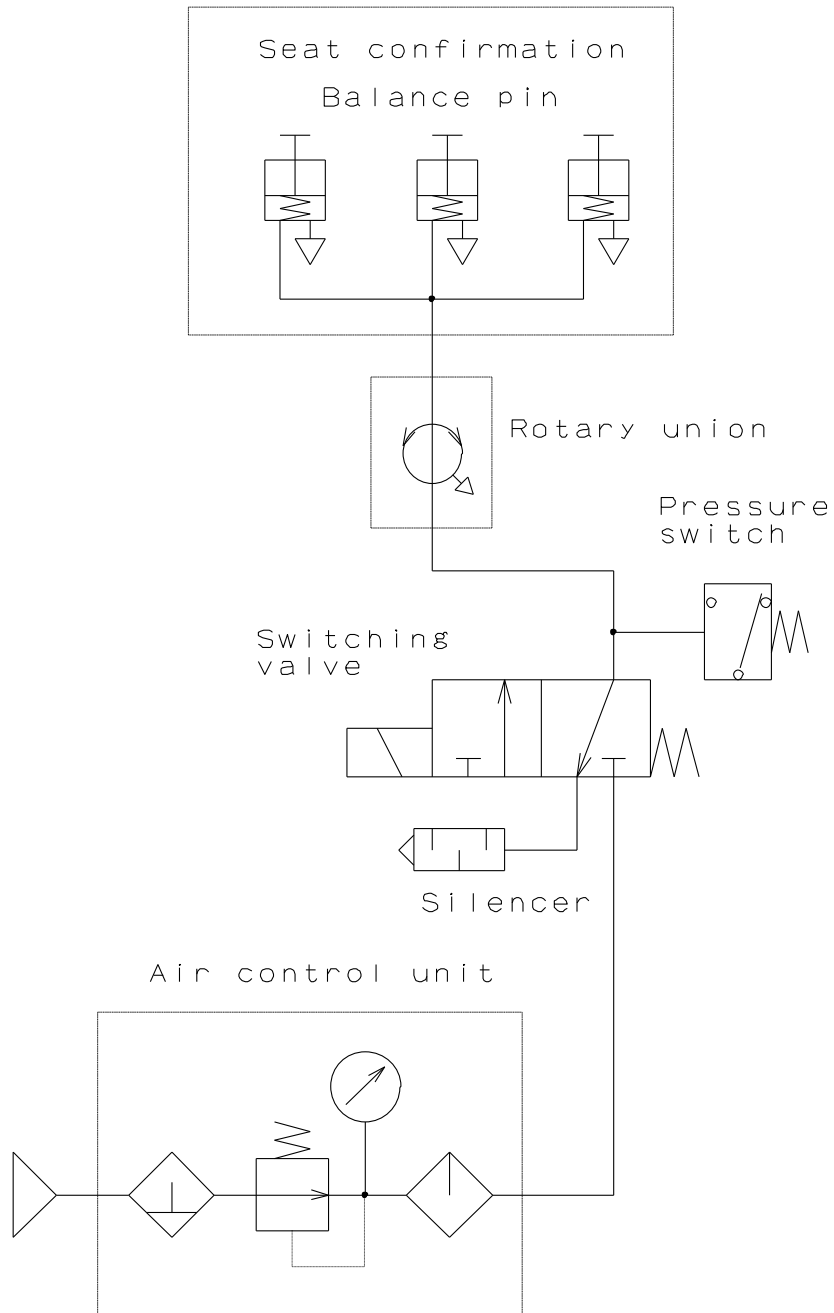 Seat confirmation
Balance pin
Rotary union
Pressure
switch
Switching
valve
Silencer
Air control unit